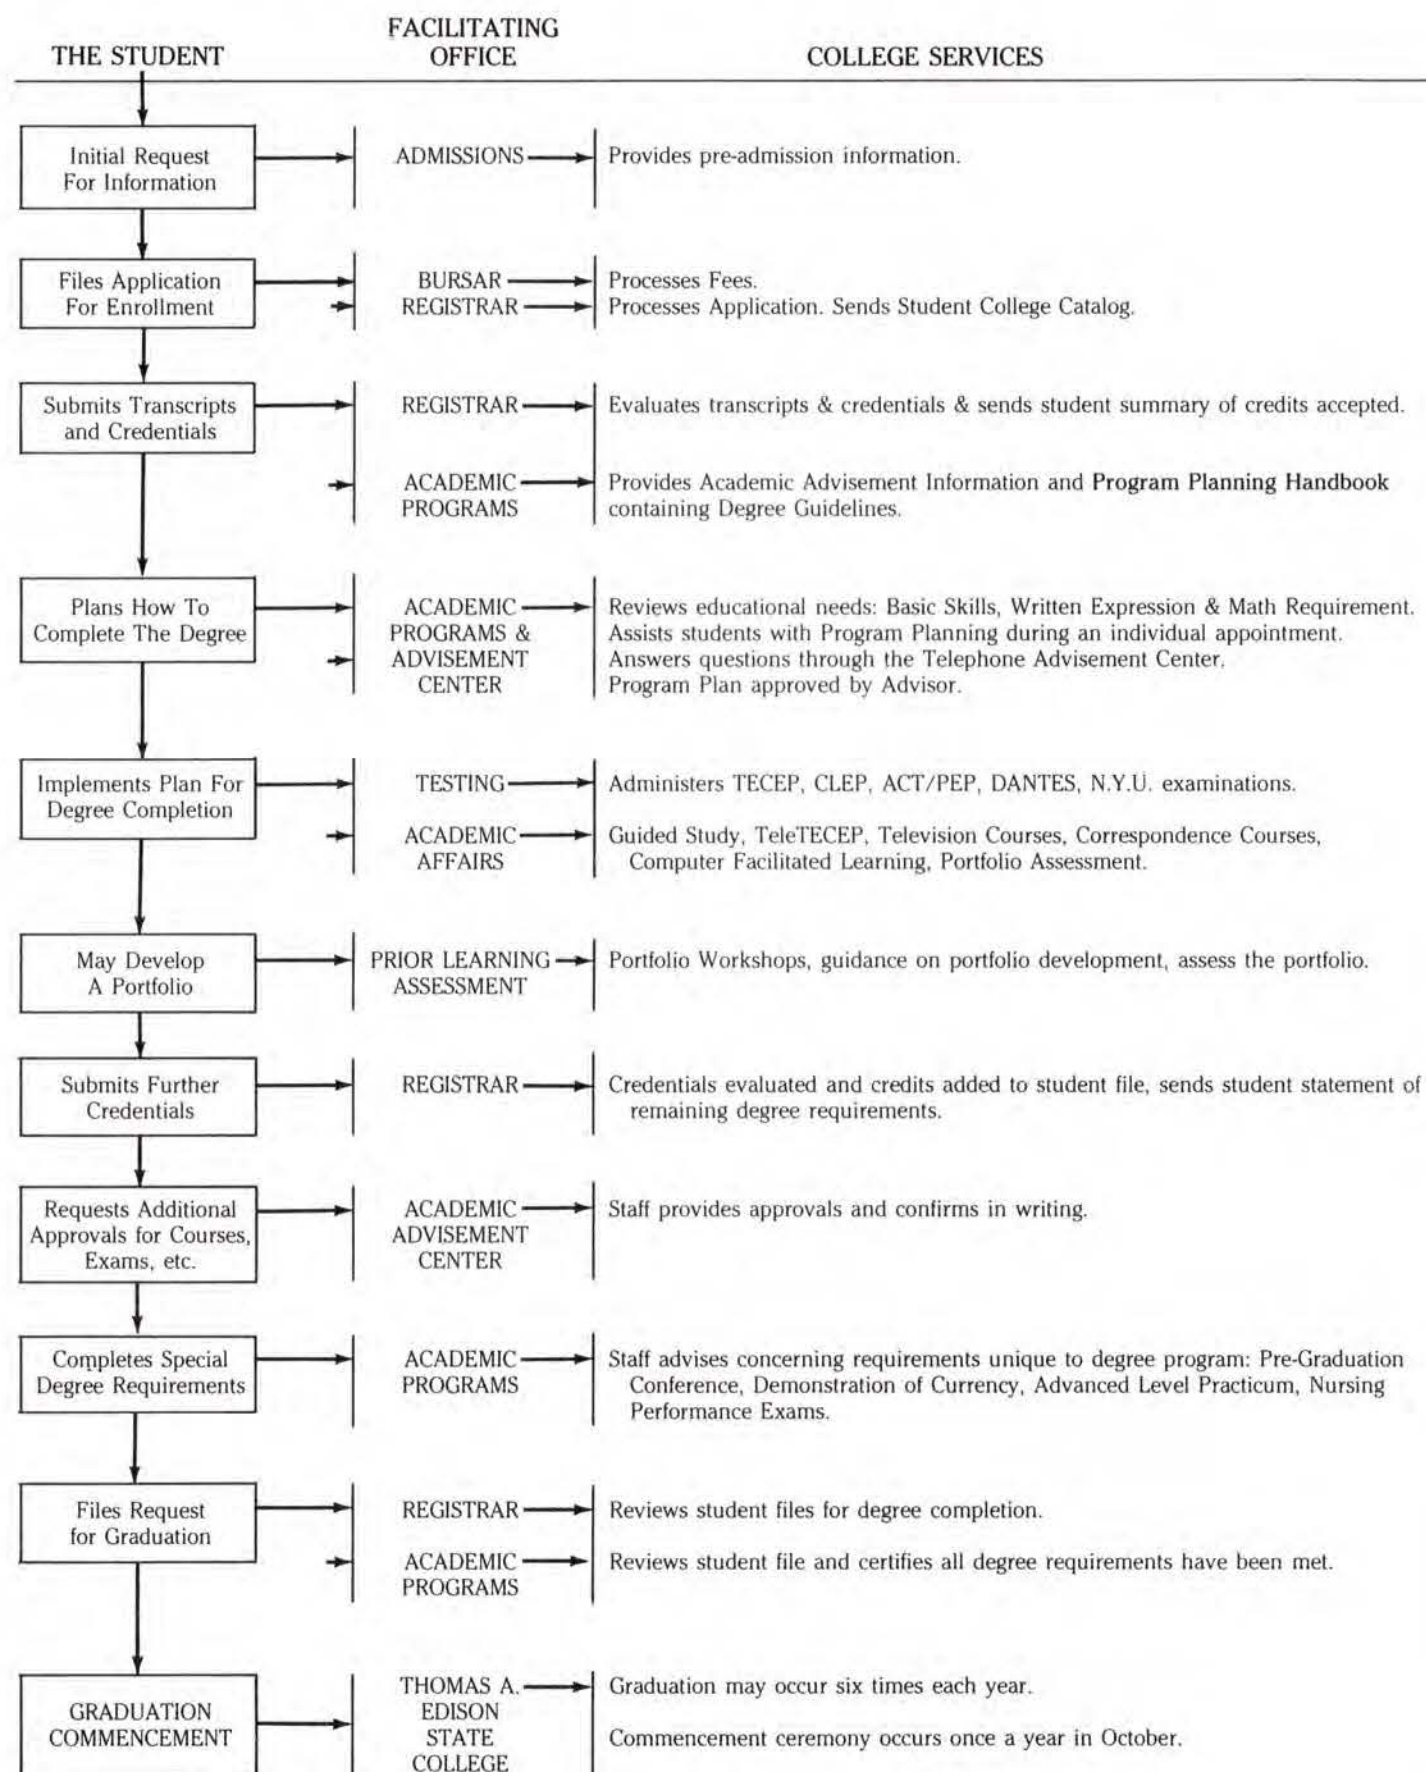 THE STUDENT
FACILITATING
OFFICE
COLLEGE SERVICES
Initial Request
For Information
ADMISSIONS
Provides pre-admission information.
Files Application
For Enrollment
BURSAR
Processes Fees.
REGISTRAR
Processes Application. Sends Student College Catalog.
Submits Transcripts
and Credentials
REGISTRAR
Evaluates transcripts & credentials & sends student summary of credits accepted.
ACADEMIC
PROGRAMS
Provides Academic Advisement Information and Program Planning Handbook
containing Degree Guidelines.
Plans How To
Complete The Degree
ACADEMIC
PROGRAMS &
ADVISEMENT
CENTER
Reviews educational needs: Basic Skills, Written Expression & Math Requirement.
Assists students with Program Planning during an individual appointment.
Answers questions through the Telephone Advisement Center.
Program Plan approved by Advisor.
Implements Plan For
Degree Completion
TESTING
Administers TECEP, CLEP, ACT/PEP, DANTES, N.Y.U. examinations.
ACADEMIC
AFFAIRS
Guided Study, TeleTECEP, Television Courses, Correspondence Courses,
Computer Facilitated Learning, Portfolio Assessment.
May Develop
A Portfolio
PRIOR LEARNING
ASSESSMENT
Portfolio Workshops, guidance on portfolio development, assess the portfolio.
Submits Further
Credentials
REGISTRAR
Credentials evaluated and credits added to student file, sends student statement of
remaining degree requirements.
Requests Additional
Approvals for Courses,
Exams, etc.
ACADEMIC
ADVISEMENT
CENTER
Staff provides approvals and confirms in writing.
Completes Special
Degree Requirements
ACADEMIC
PROGRAMS
Staff advises concerning requirements unique to degree program: Pre-Graduation
Conference, Demonstration of Currency, Advanced Level Practicum, Nursing
Performance Exams.
Files Request
for Graduation
REGISTRAR
Reviews student files for degree completion.
ACADEMIC
PROGRAMS
Reviews student file and certifies all degree requirements have been met.
GRADUATION
COMMENCEMENT
THOMAS A.
EDISON
STATE
COLLEGE
Graduation may occur six times each year.
Commencement ceremony occurs once a year in October.